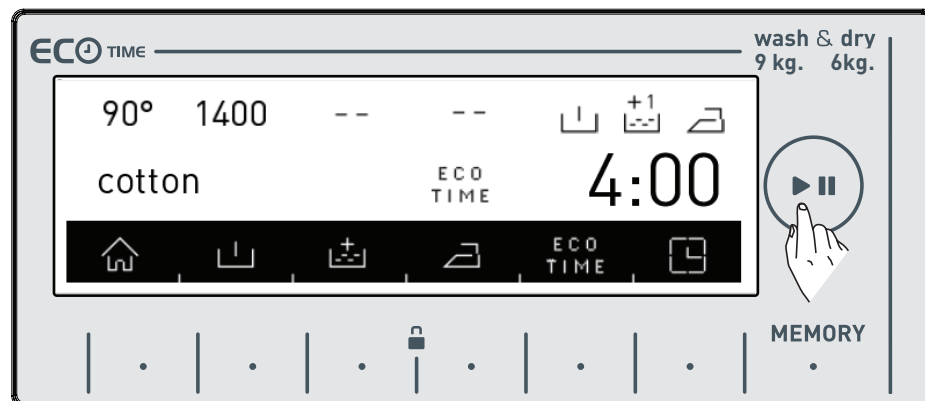 ECO TIME
wash & dry
9 kg. 6kg.
90° 1400 -- -- +1
cotton ECO TIME 4:00
+ ECO TIME
MEMORY